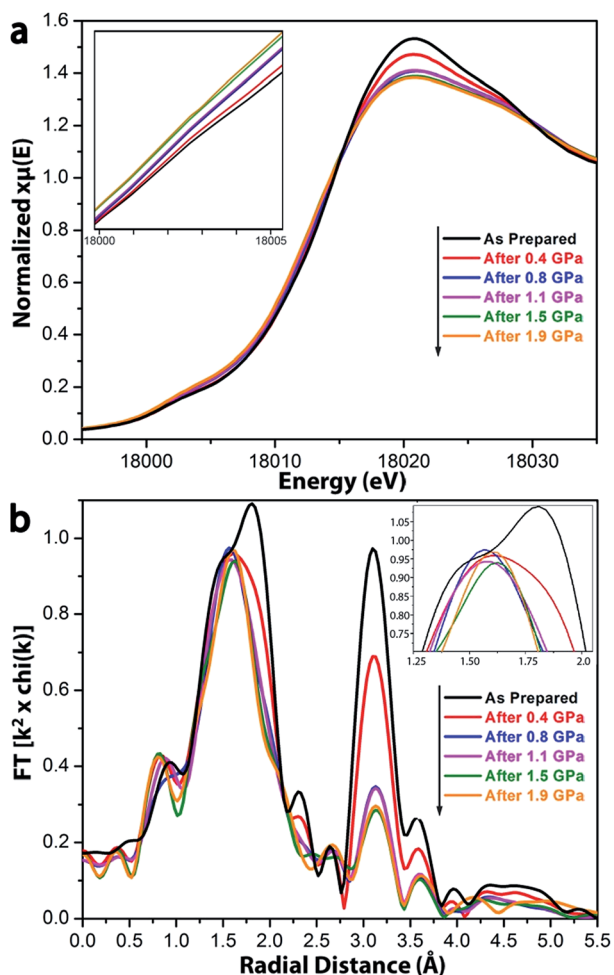 a
1.6
1.4
1.2
1.0
0.8
0.6
0.4
0.2
0.0
Normalized xμ(E)
18000 18005
As Prepared
After 0.4 GPa
After 0.8 GPa
After 1.1 GPa
After 1.5 GPa
After 1.9 GPa
18000 18010 18020 18030
Energy (eV)
b
1.0
0.8
0.6
0.4
0.2
0.0
FT [k² x chi(k)]
1.05
1.00
0.95
0.90
0.85
0.80
0.75
1.25 1.50 1.75 2.0
As Prepared
After 0.4 GPa
After 0.8 GPa
After 1.1 GPa
After 1.5 GPa
After 1.9 GPa
0.0 0.5 1.0 1.5 2.0 2.5 3.0 3.5 4.0 4.5 5.0 5.5
Radial Distance (Å)